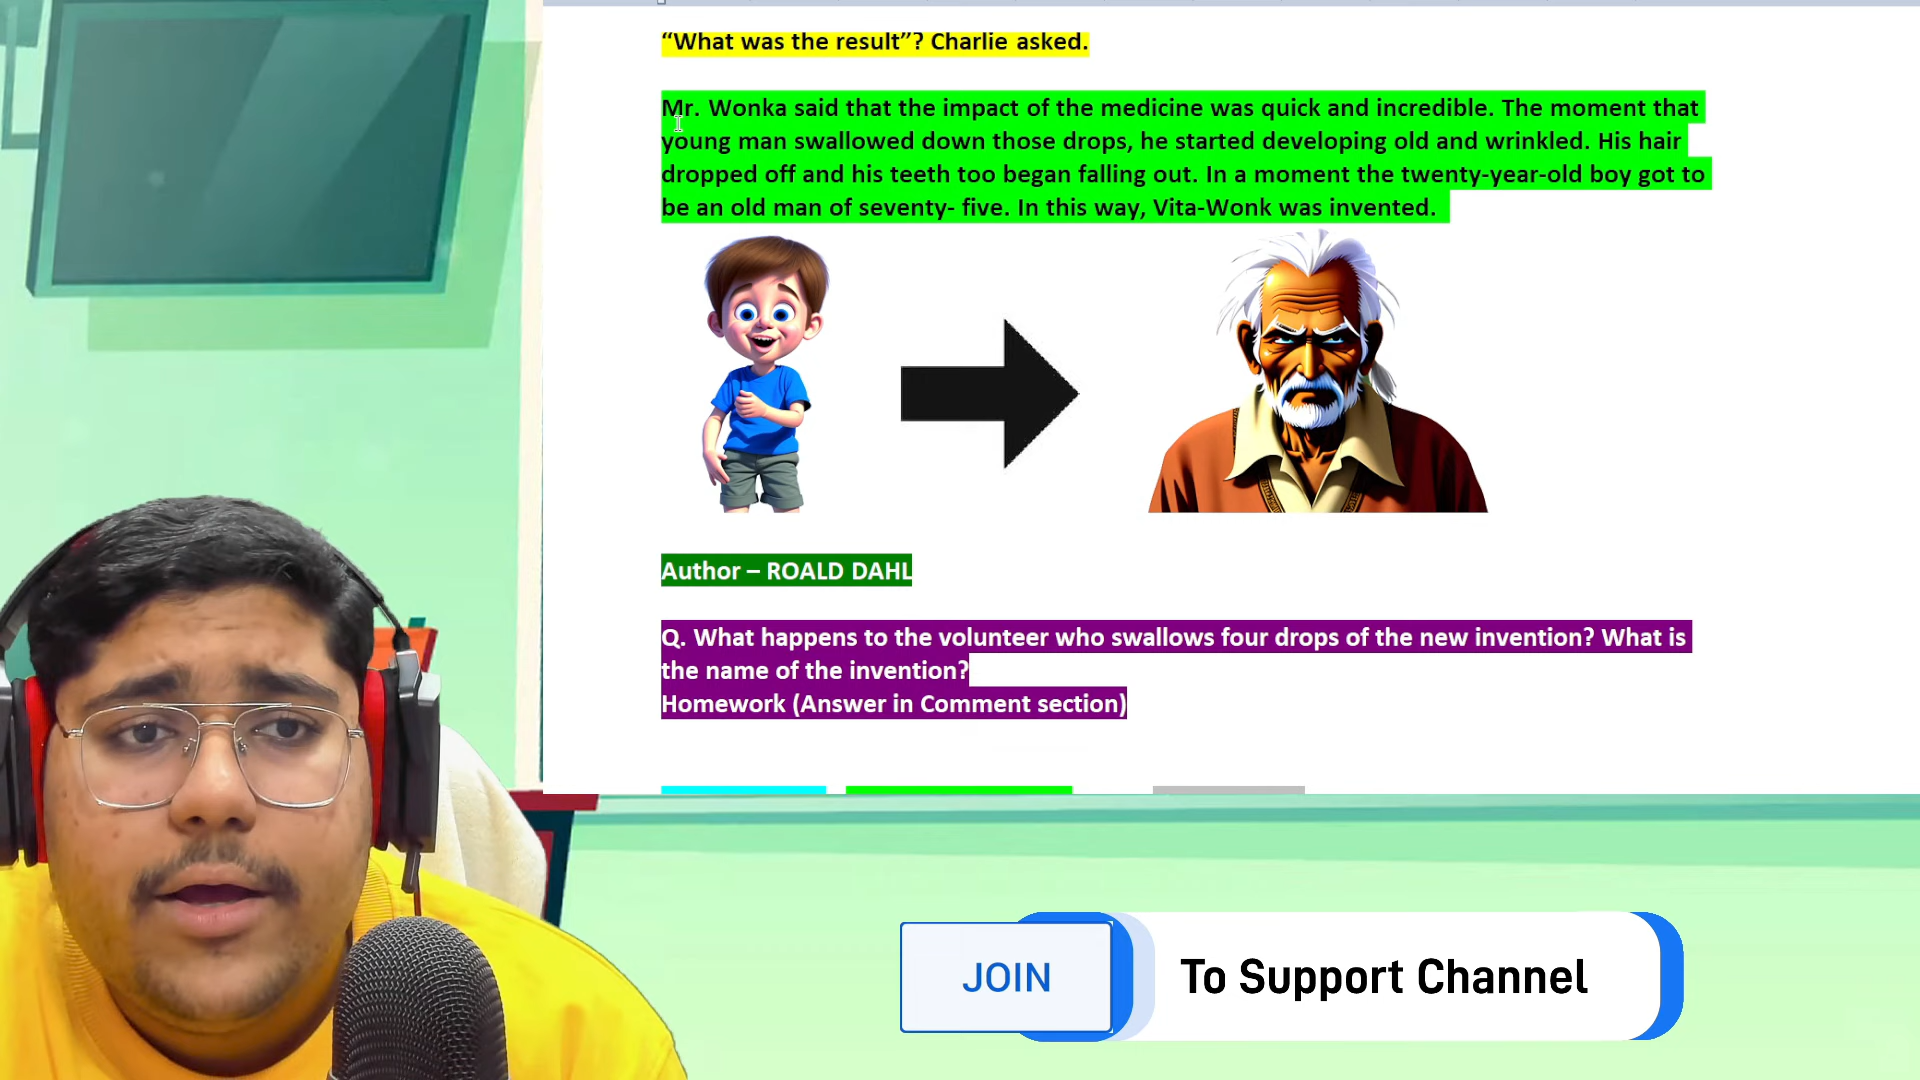 “What was the result”? Charlie asked.
Mr. Wonka said that the impact of the medicine was quick and incredible. The moment that
young man swallowed down those drops, he started developing old and wrinkled. His hair
dropped off and his teeth too began falling out. In a moment the twenty-year-old boy got to
be an old man of seventy- five. In this way, Vita-Wonk was invented.
Author – ROALD DAHL
Q. What happens to the volunteer who swallows four drops of the new invention? What is
the name of the invention?
Homework (Answer in Comment section)
JOIN To Support Channel